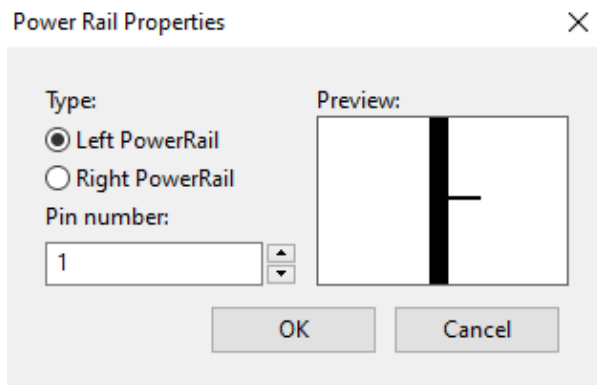 Power Rail Properties
Type:
Preview:
Left PowerRail
Right PowerRail
Pin number:
1
OK
Cancel